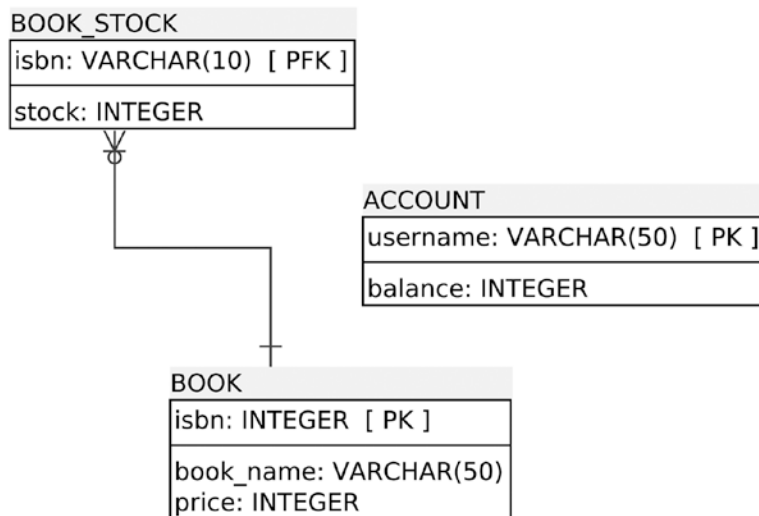 BOOK_STOCK
isbn: VARCHAR(10) [ PFK ]
stock: INTEGER
ACCOUNT
username: VARCHAR(50) [ PK ]
balance: INTEGER
BOOK
isbn: INTEGER [ PK ]
book_name: VARCHAR(50)
price: INTEGER